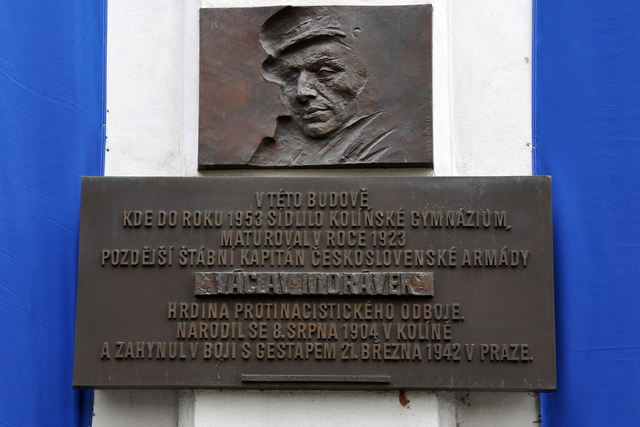 V TÉTO BUDOVĚ
KDE DO ROKU 1953 SÍDLILO KOLÍNSKÉ GYMNÁZIUM,
MATUROVAL V ROCE 1923
POZDĚJŠÍ ŠTÁBNÍ KAPITÁN ČESKOSLOVENSKÉ ARMÁDY
VÁCLAV MORÁVEK
HRDINA PROTINACISTICKÉHO ODBOJE.
NARODIL SE 8. SRPNA 1904 V KOLÍNĚ
A ZAHYNUL V BOJI S GESTAPEM 21. BŘEZNA 1942 V PRAZE.